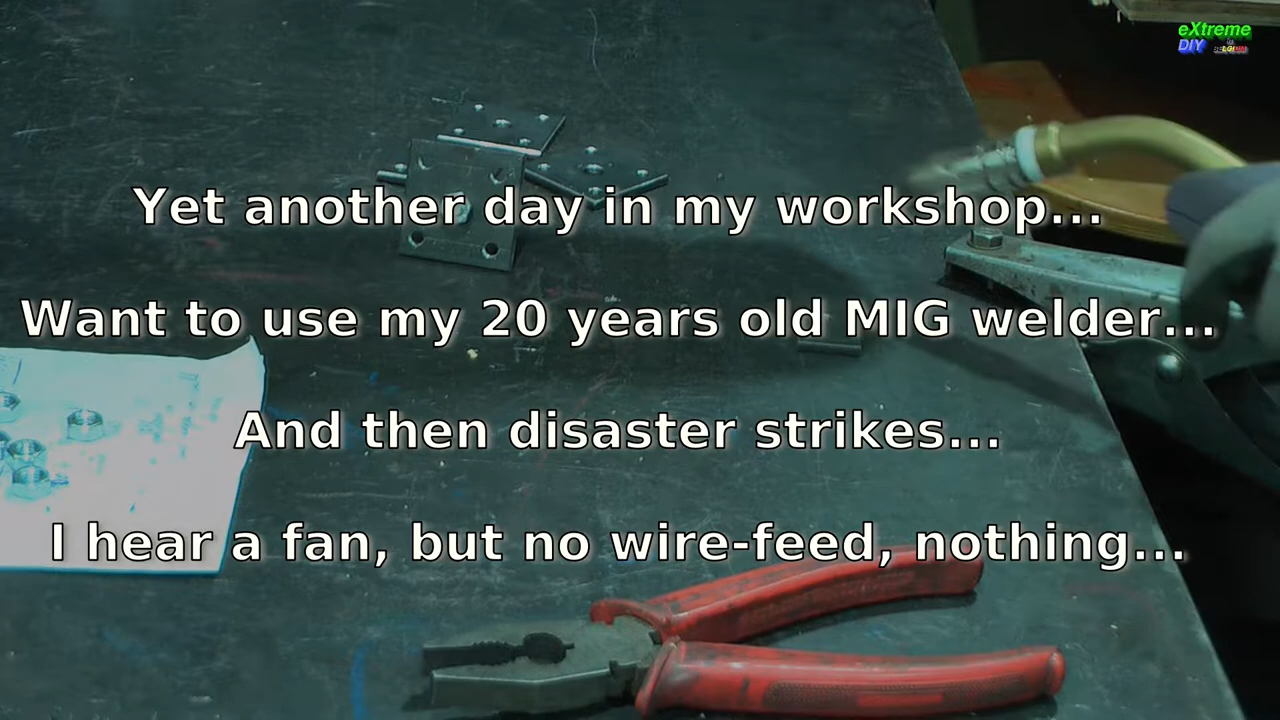 eXtreme
DIY
Yet another day in my workshop...
Want to use my 20 years old MIG welder...
And then disaster strikes...
I hear a fan, but no wire-feed, nothing...